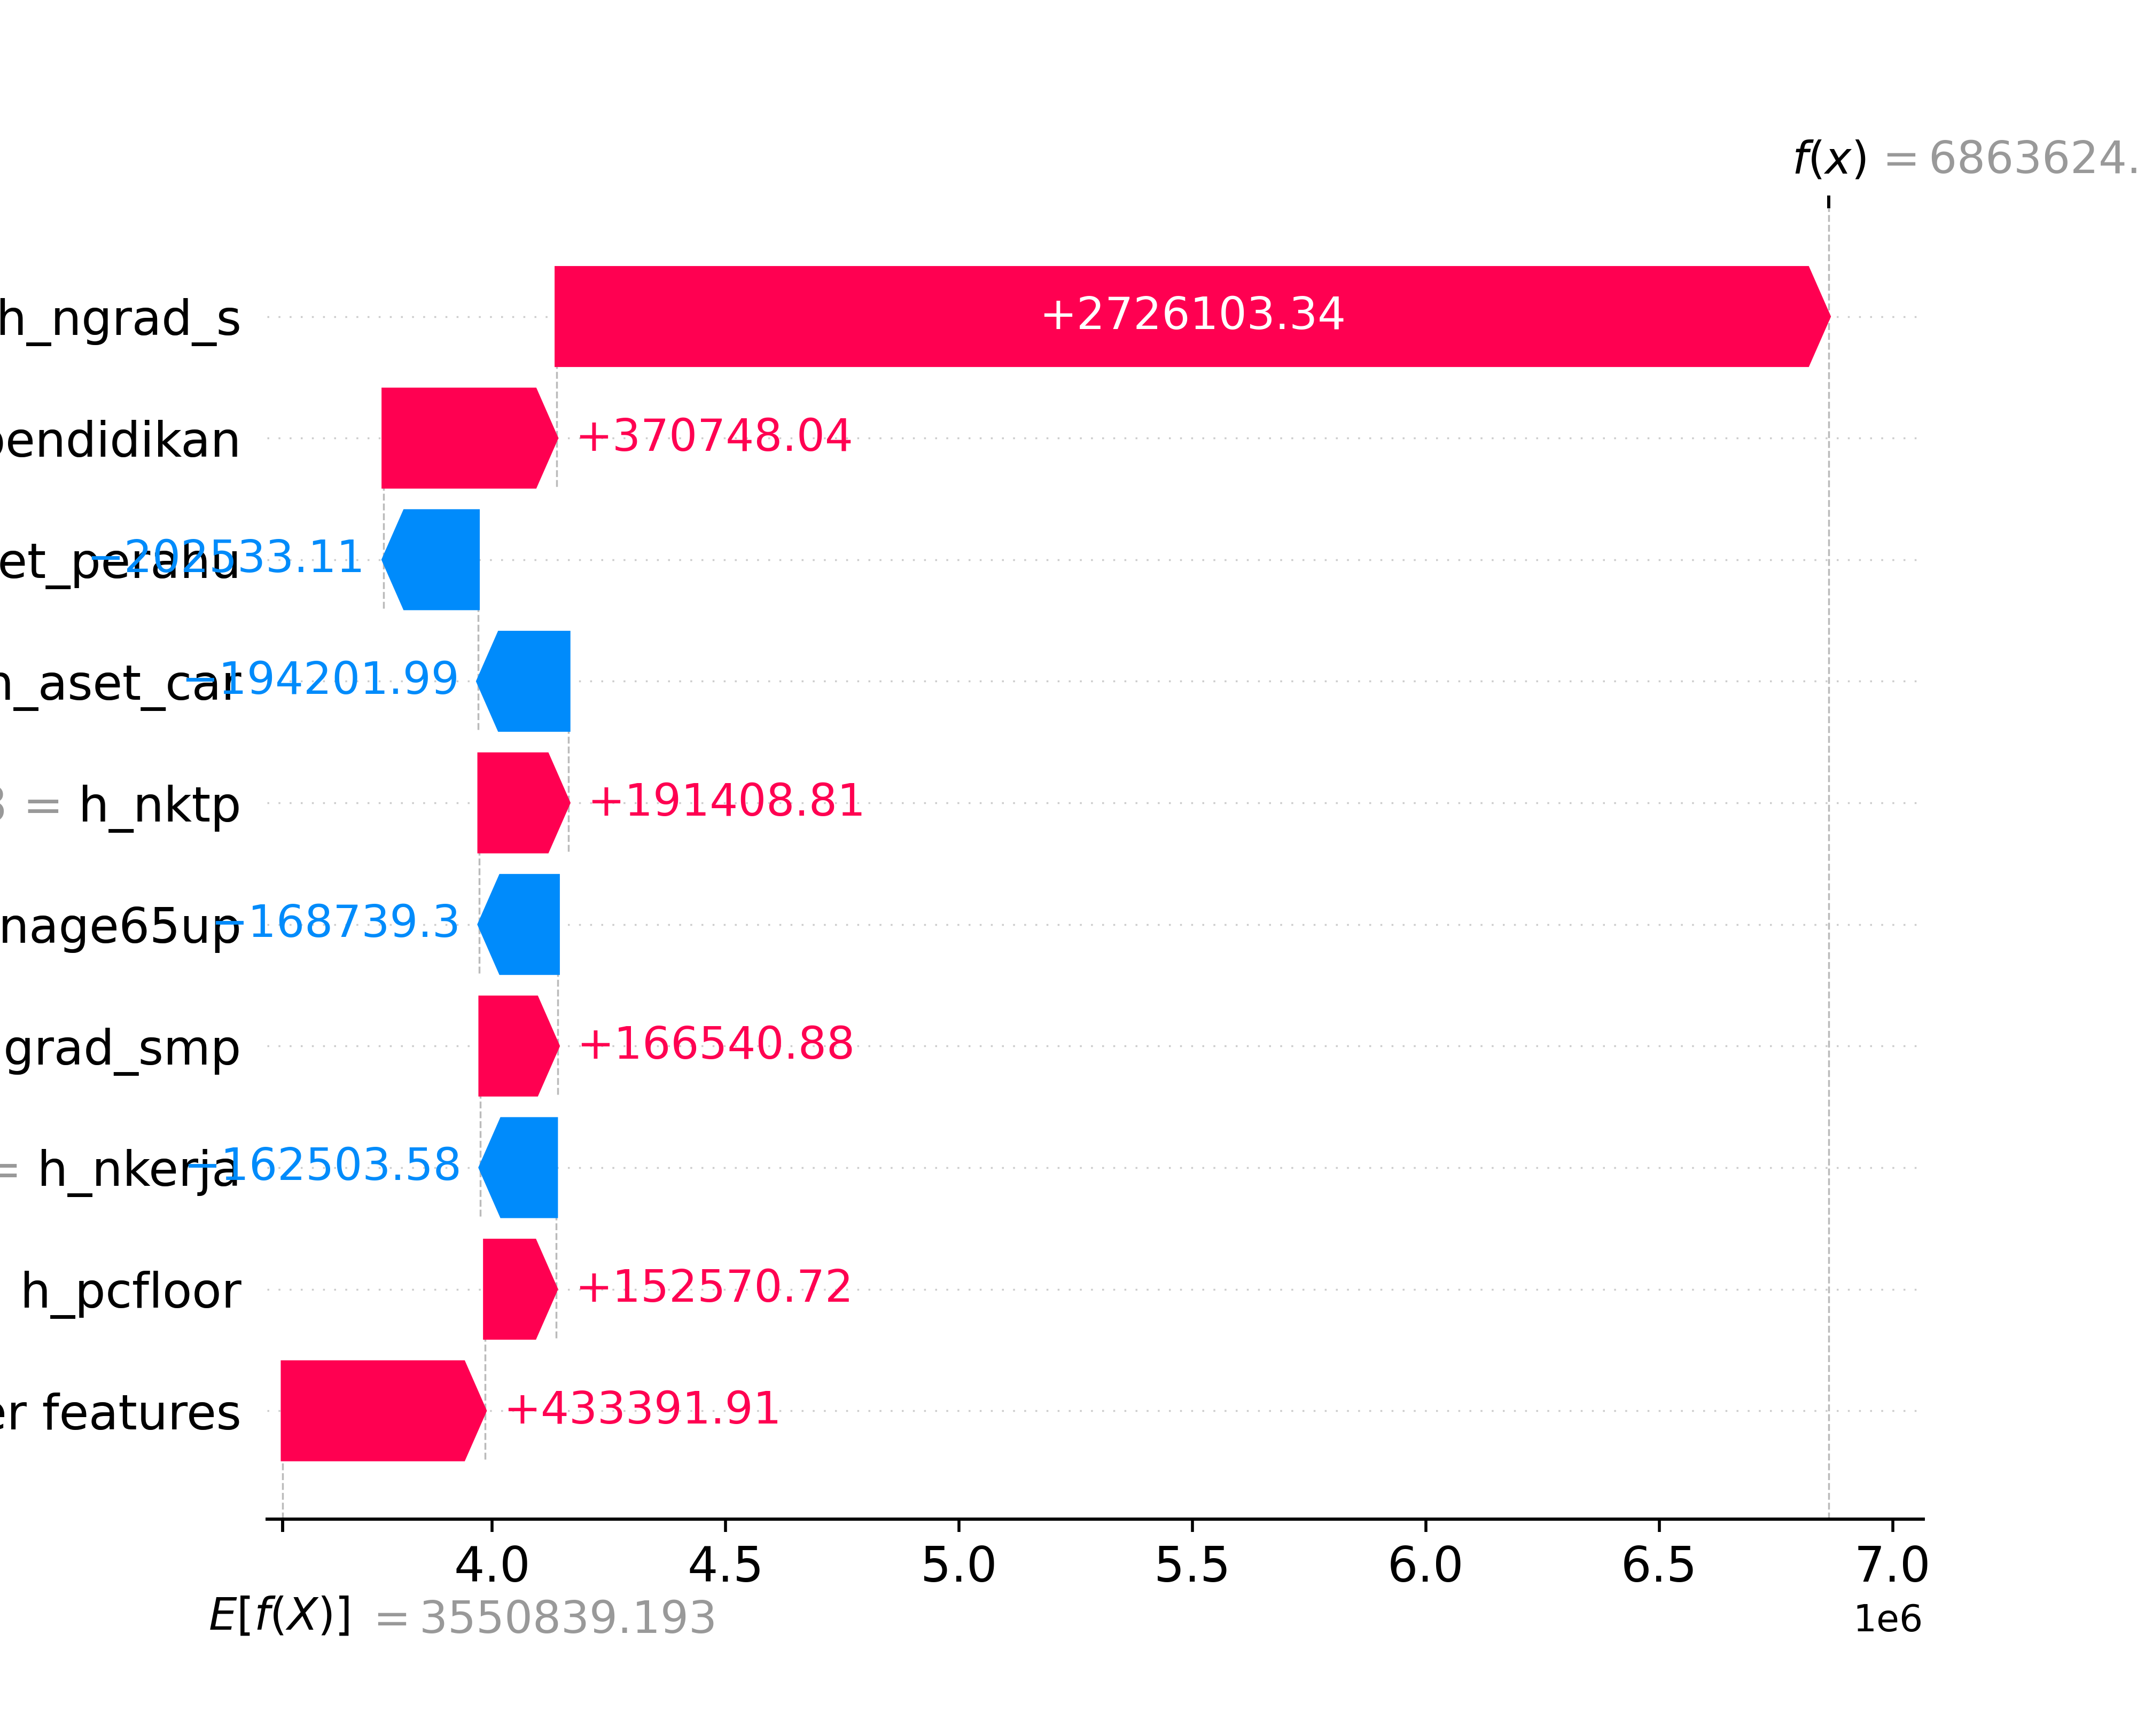 f(x) = 6863624.
h_ngrad_s +2726103.34
pendidikan +370748.04
et_perahu −202533.11
h_aset_car −194201.99
3 = h_nktp +191408.81
nage65up −168739.3
grad_smp +166540.88
= h_nkerja −162503.58
h_pcfloor +152570.72
er features +433391.91
4.0 4.5 5.0 5.5 6.0 6.5 7.0
E[f(X)] = 3550839.193
1e6